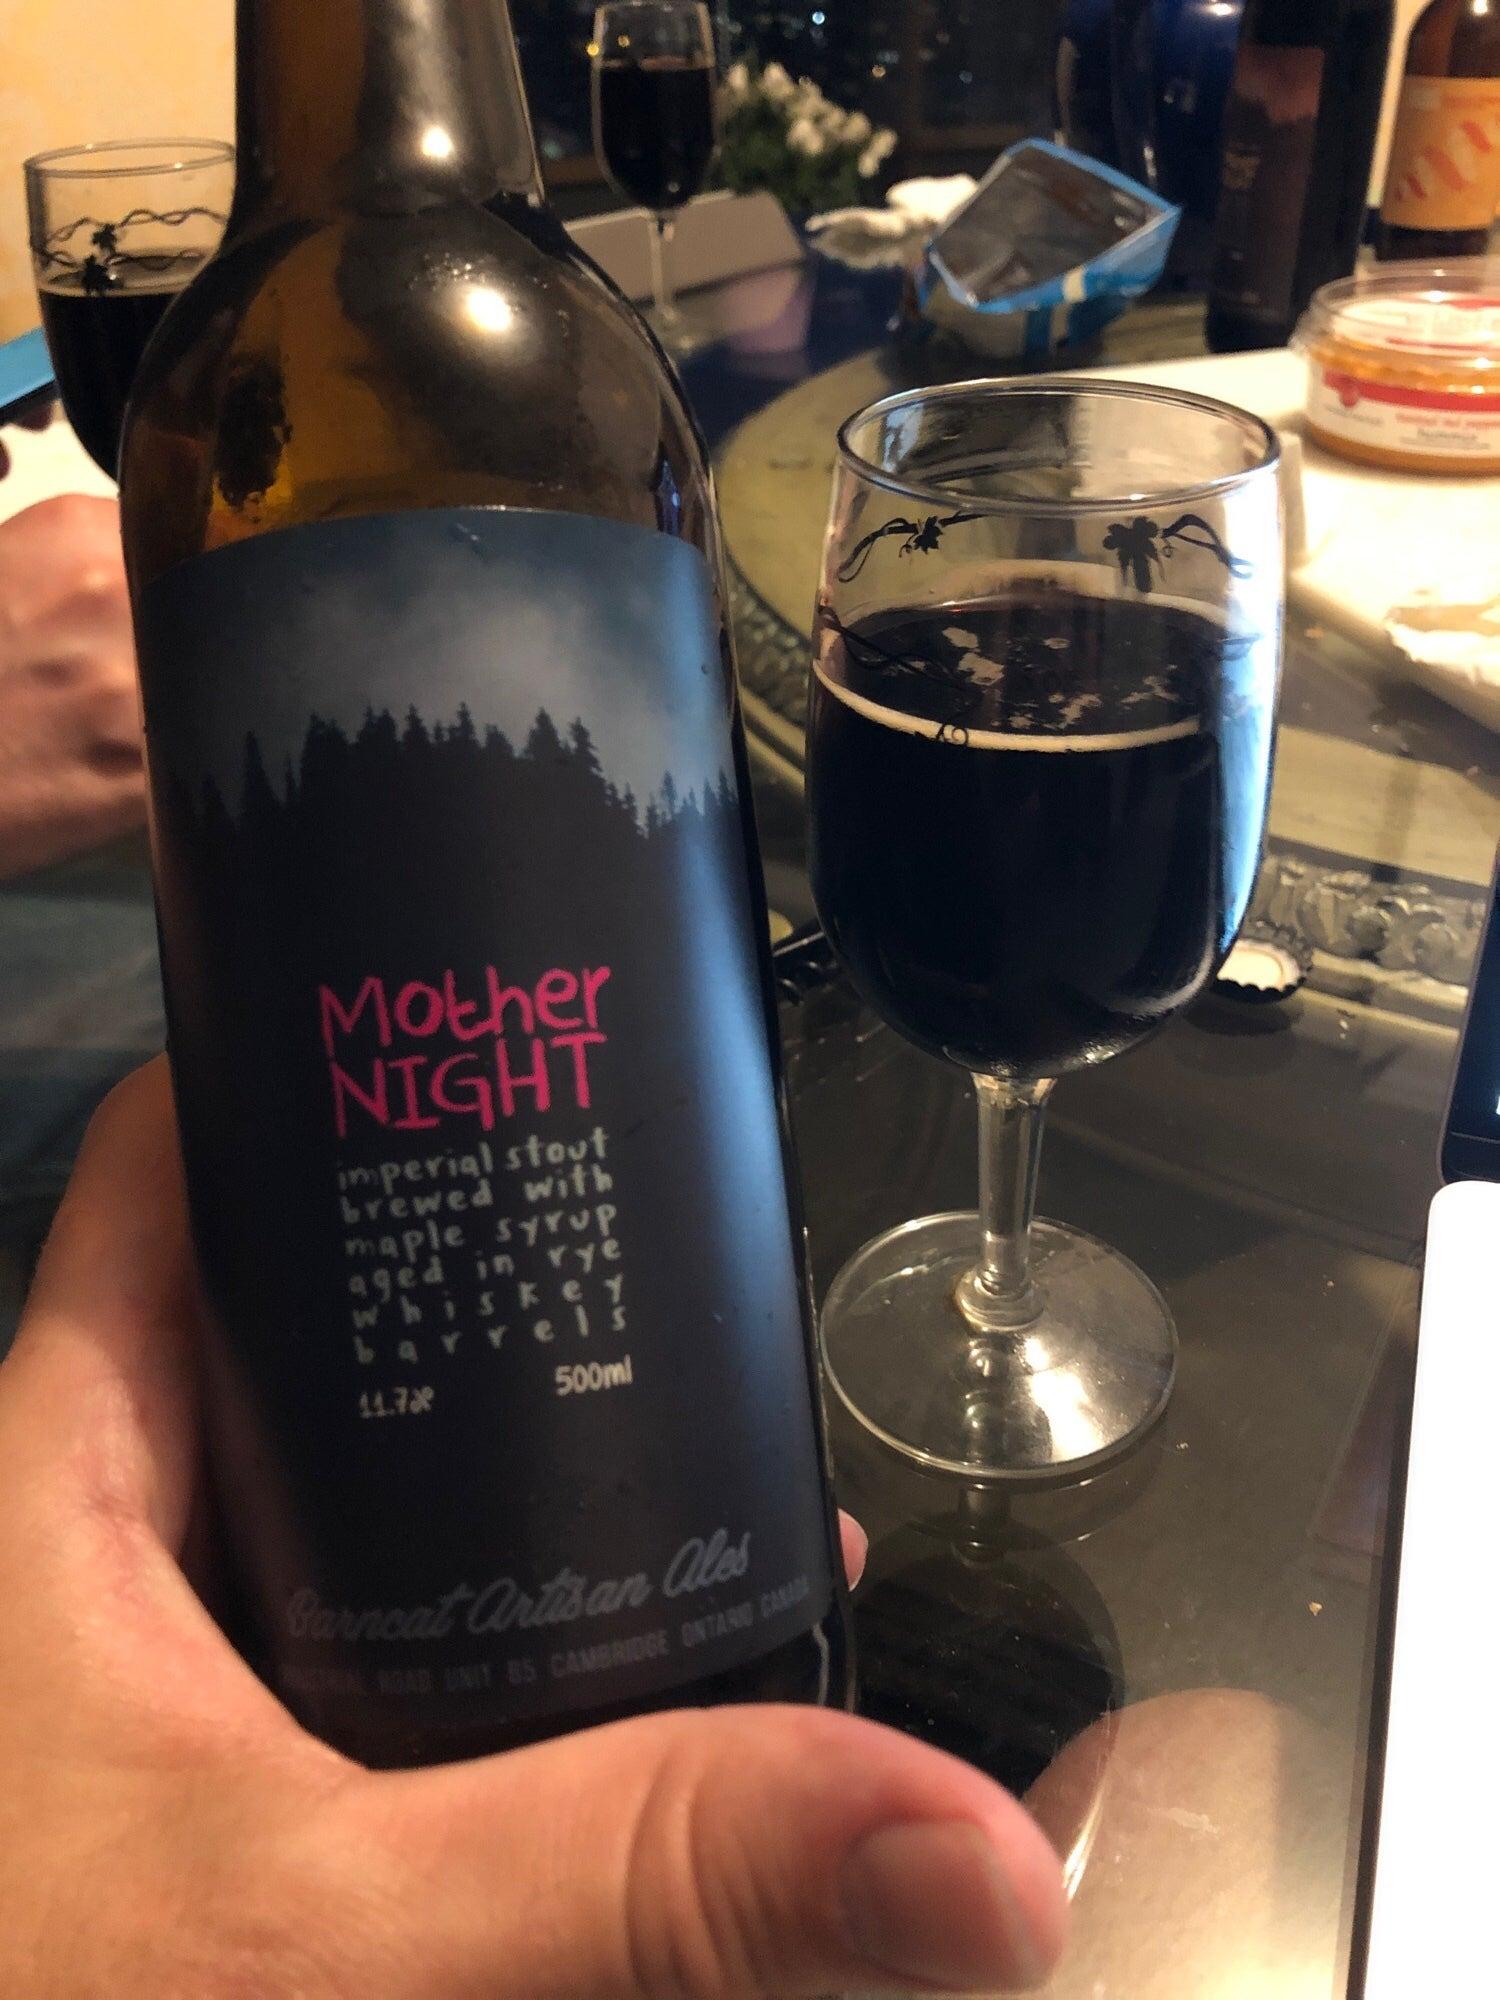 Mother
NIGHT
imperial stout
brewed with
maple syrup
aged in rye
whiskey
barrels
11.7%
500ml
Barncat Artisan Ales
ROAD UNIT B5 CAMBRIDGE ONTARIO CANADA